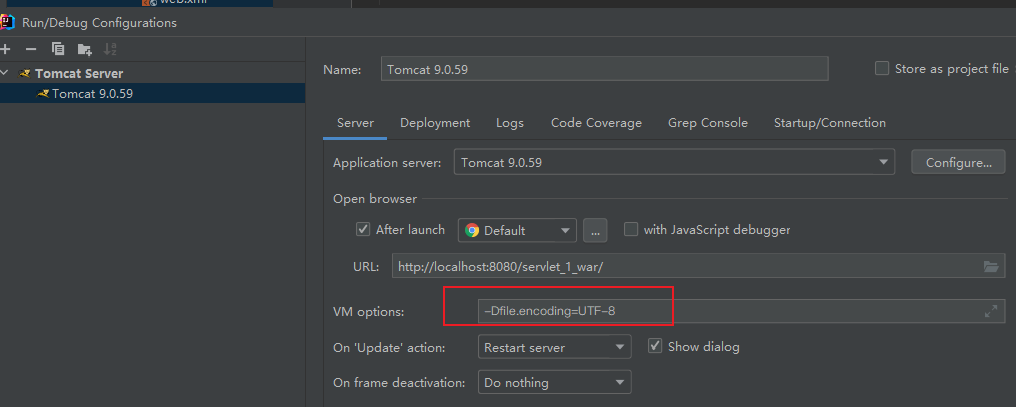 web.xml
Run/Debug Configurations
Tomcat Server
Tomcat 9.0.59
Name: Tomcat 9.0.59 Store as project file
Server Deployment Logs Code Coverage Grep Console Startup/Connection
Application server: Tomcat 9.0.59 Configure...
Open browser
After launch Default ... with JavaScript debugger
URL: http://localhost:8080/servlet_1_war/
VM options: -Dfile.encoding=UTF-8
On 'Update' action: Restart server Show dialog
On frame deactivation: Do nothing